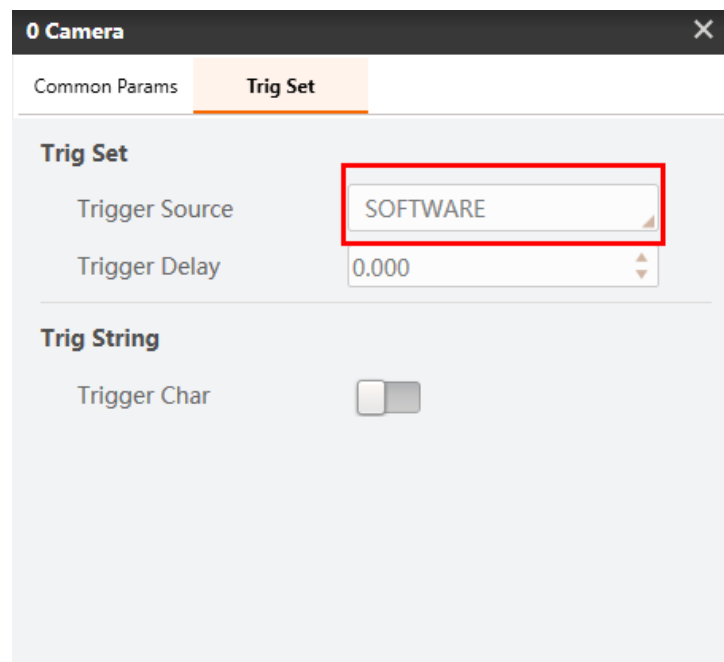 0 Camera
Common Params Trig Set
Trig Set
Trigger Source SOFTWARE
Trigger Delay 0.000
Trig String
Trigger Char